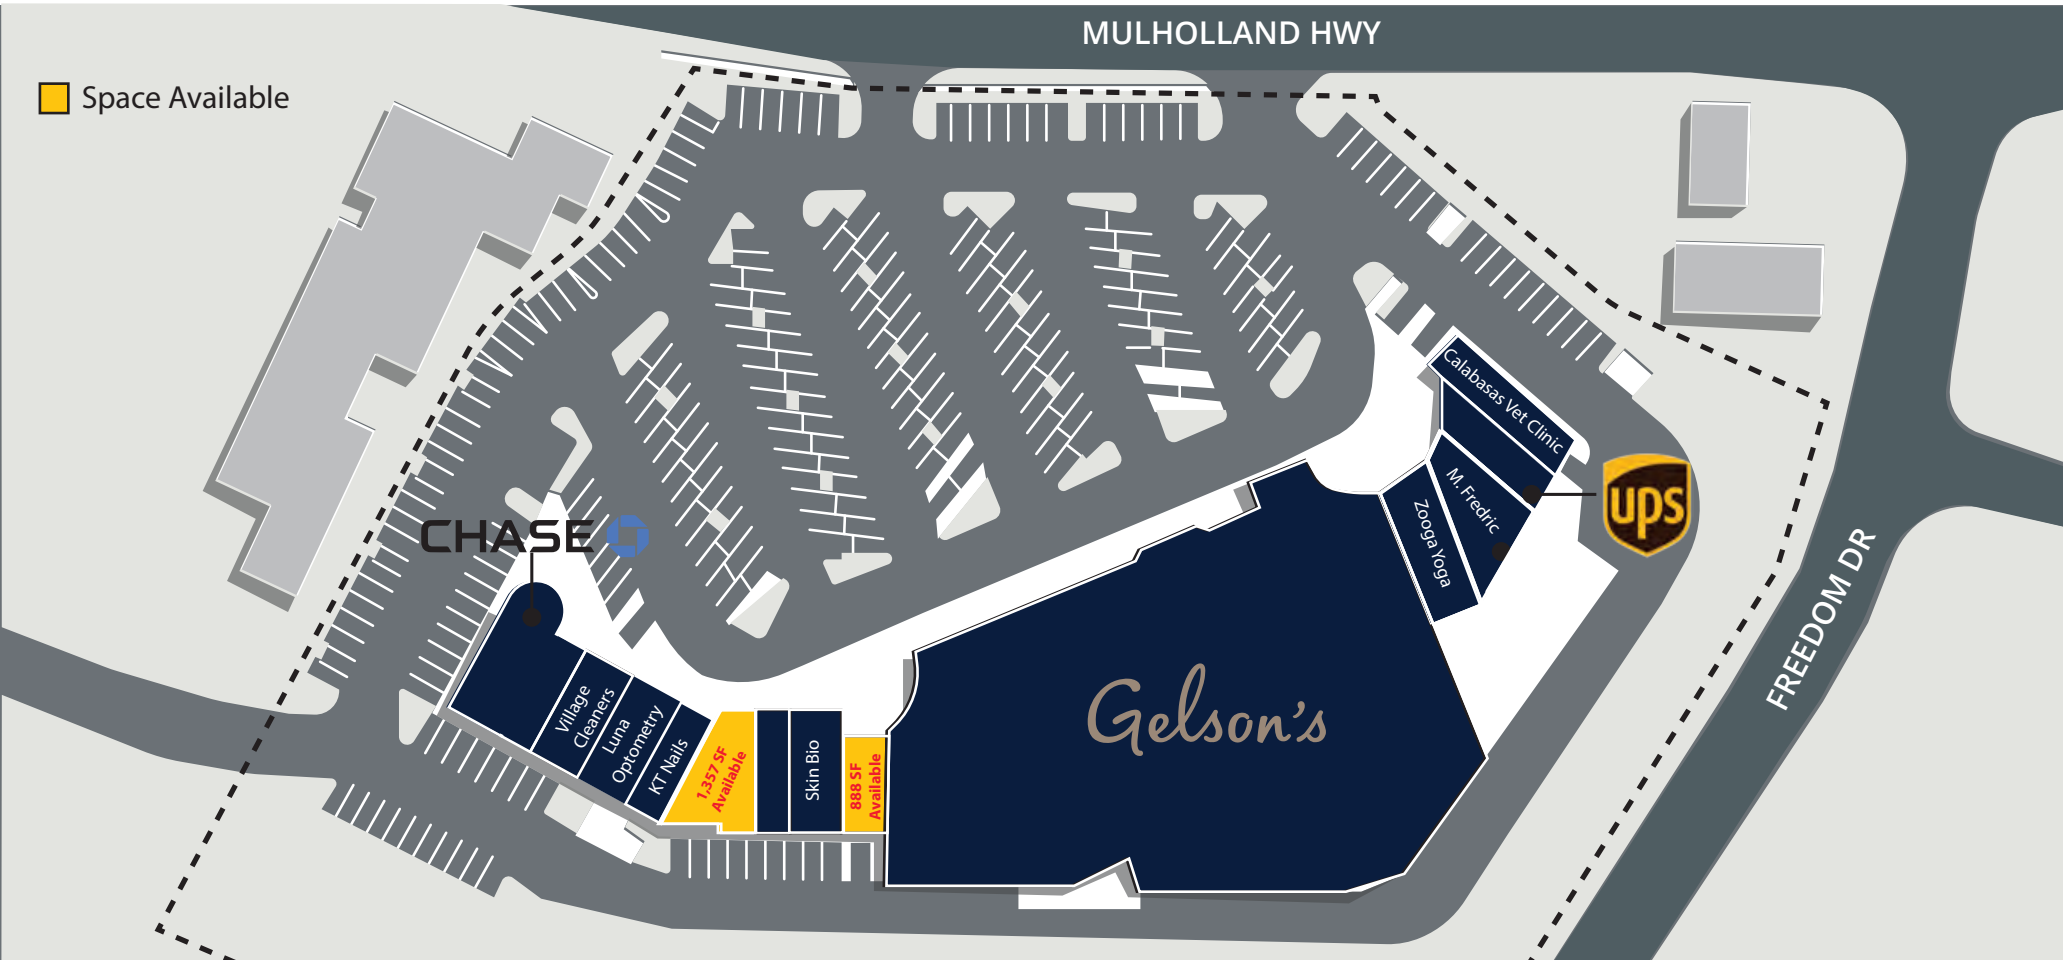 MULHOLLAND HWY
Space Available
Calabasas Vet Clinic
ups
M. Fredric
Zooga Yoga
CHASE
FREEDOM DR
Gelson's
Village
Cleaners
Luna
Optometry
KT Nails
1,357 SF
Available
Skin Bio
888 SF
Available